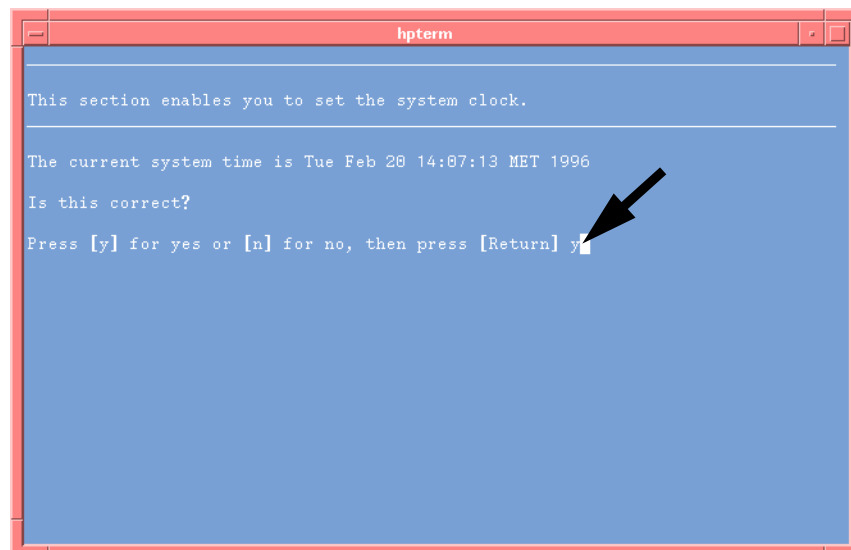 hpterm
This section enables you to set the system clock.
The current system time is Tue Feb 20 14:07:13 MET 1996
Is this correct?
Press [y] for yes or [n] for no, then press [Return] y